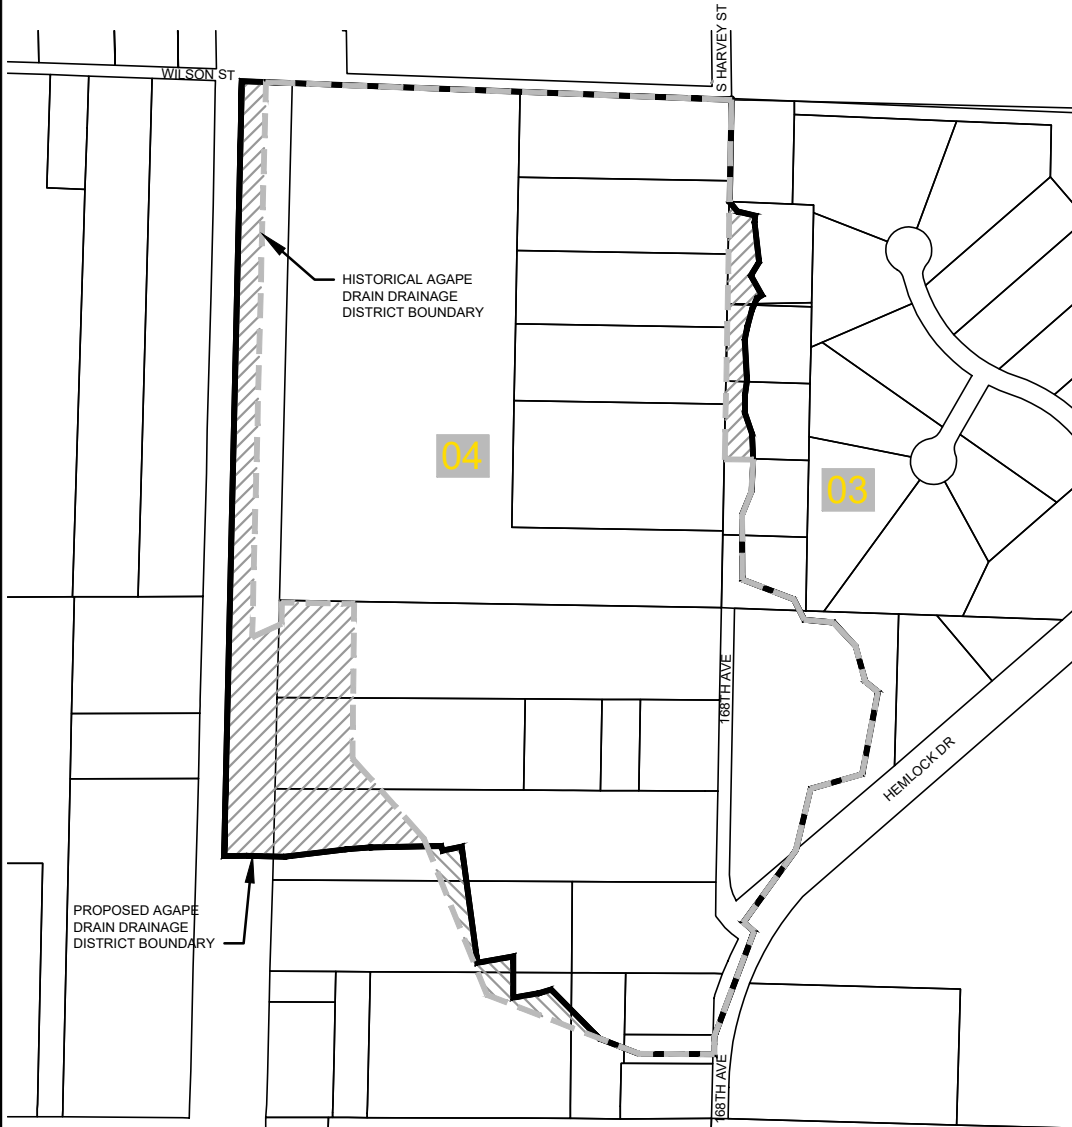 S HARVEY ST
WILSON ST
HISTORICAL AGAPE
DRAIN DRAINAGE
DISTRICT BOUNDARY
04
03
168TH AVE
HEMLOCK DR
PROPOSED AGAPE
DRAIN DRAINAGE
DISTRICT BOUNDARY
168TH AVE